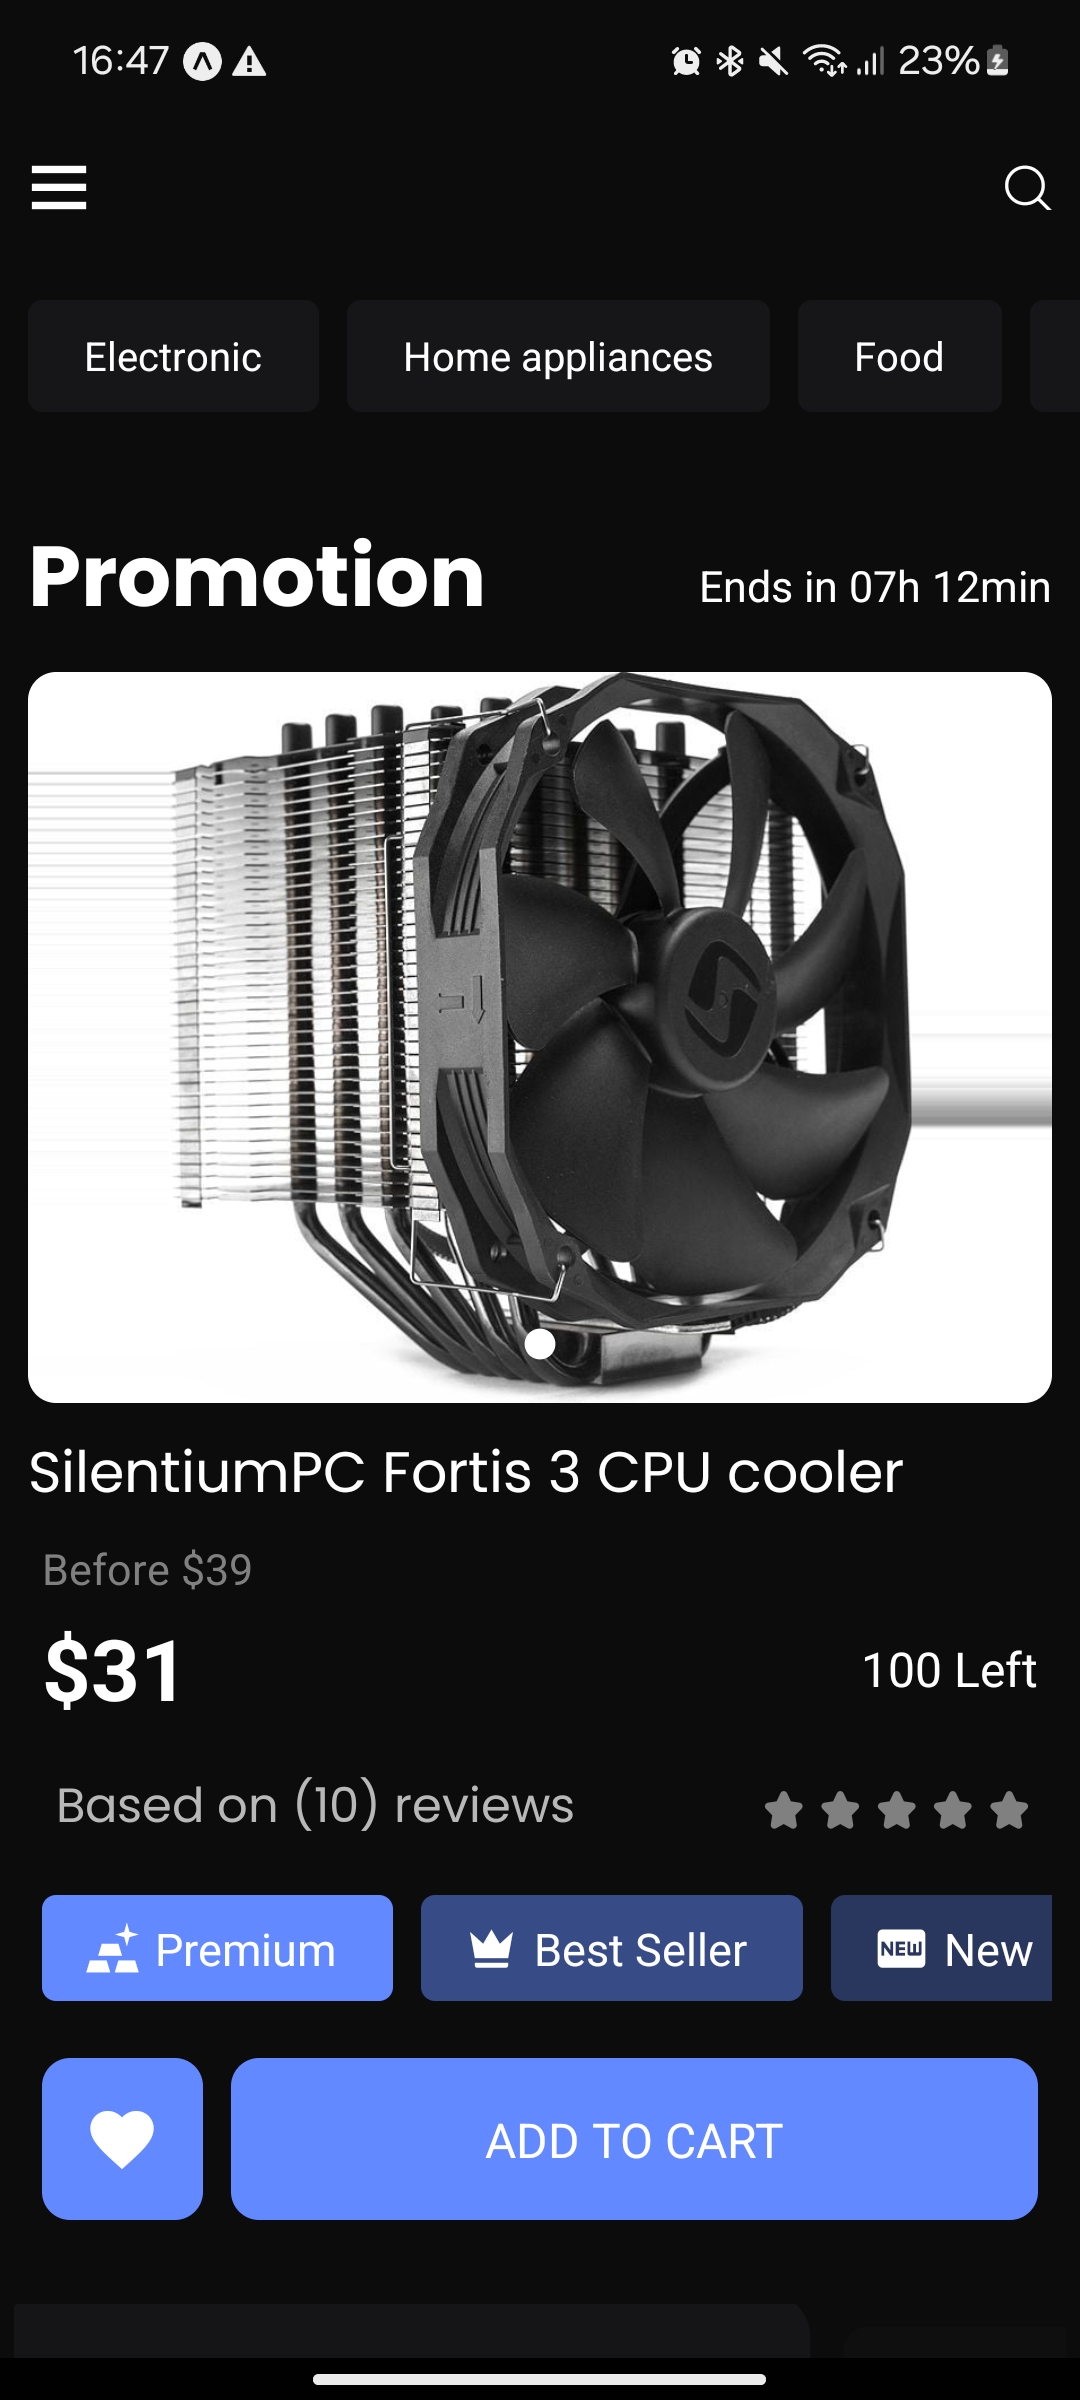 16:47 23%
Electronic Home appliances Food
Promotion Ends in 07h 12min
SilentiumPC Fortis 3 CPU cooler
Before $39
$31 100 Left
Based on (10) reviews
Premium Best Seller NEW New
ADD TO CART